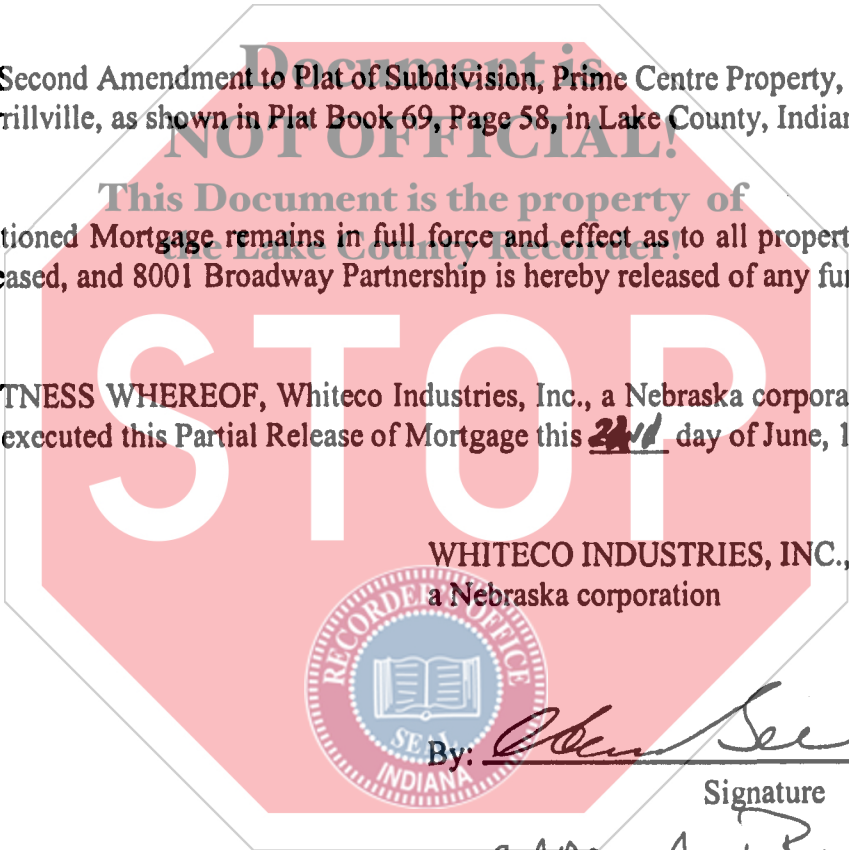 Document is
Second Amendment to Plat of Subdivision, Prime Centre Property,
rillville, as shown in Plat Book 69, Page 58, in Lake County, Indian
NOT OFFICIAL!
This Document is the property of
tioned Mortgage remains in full force and effect as to all propert
the Lake County Recorder!
eased, and 8001 Broadway Partnership is hereby released of any fur
STOP
TNESS WHEREOF, Whiteco Industries, Inc., a Nebraska corpora
executed this Partial Release of Mortgage this 22nd day of June, 1
WHITECO INDUSTRIES, INC.,
a Nebraska corporation
RECORDER'S OFFICE
SEAL
INDIANA
By:
Signature